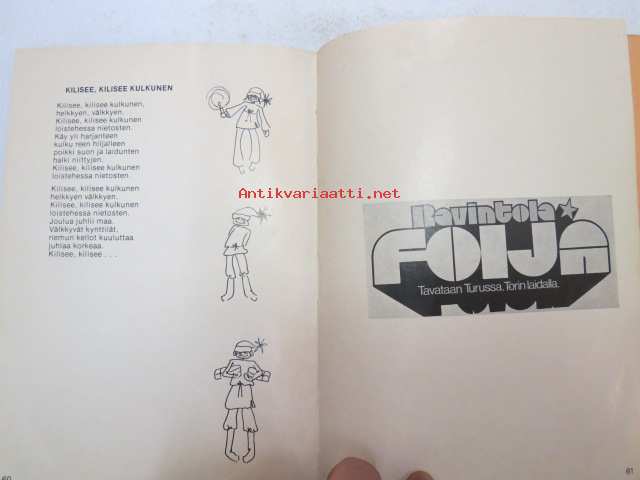 KILISEE, KILISEE KULKUNEN
Kilisee, kilisee kulkunen,
helkkyen, välkkyen.
Kilisee, kilisee kulkunen
loistehessa nietosten.
Käy yli harjanteen
kulku reen hiljalleen
poikki suon ja laidunten
halki niittyjen.
Kilisee, kilisee kulkunen
loistehessa nietosten.
Kilisee, kilisee kulkunen
helkkyen välkkyen.
Kilisee, kilisee kulkunen
loistehessa nietosten.
Joulua juhlii maa.
Välkkyvät kynttilät,
riemun kellot kuuluttaa
juhlaa korkeaa.
Kilisee, kilisee . . .
60
Antikvariaatti.net
Ravintola
FOIJA
Tavataan Turussa. Torin laidalla.
61